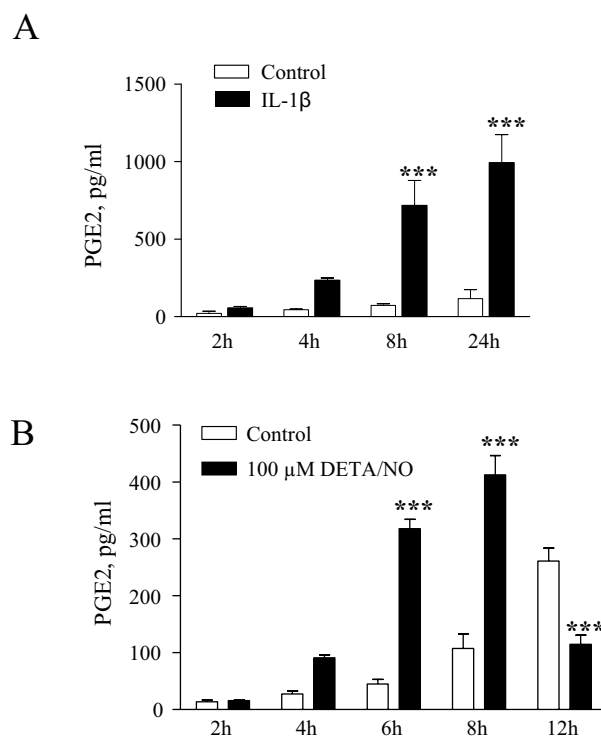 A
Control
IL-1β
PGE2, pg/ml
1500
1000
500
0
***
***
2h 4h 8h 24h
B
Control
100 µM DETA/NO
PGE2, pg/ml
500
400
300
200
100
0
***
***
***
2h 4h 6h 8h 12h